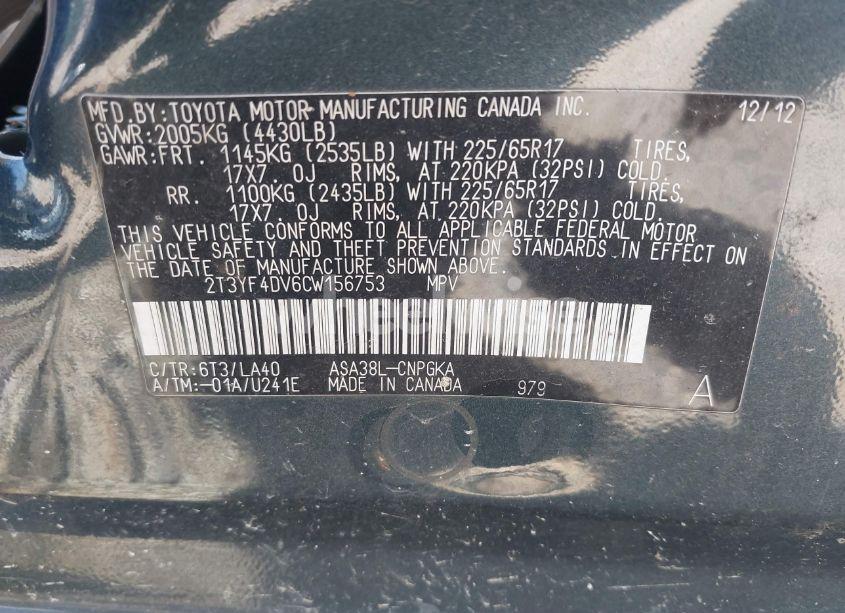 MFD.BY:TOYOTA MOTOR MANUFACTURING CANADA INC. 12/12
GVWR:2005KG (4430LB)
GAWR:FRT. 1145KG (2535LB) WITH 225/65R17 TIRES,
17X7.0J RIMS, AT 220KPA (32PSI) COLD.
RR. 1100KG (2435LB) WITH 225/65R17 TIRES,
17X7.0J RIMS, AT 220KPA (32PSI) COLD.
THIS VEHICLE CONFORMS TO ALL APPLICABLE FEDERAL MOTOR
VEHICLE SAFETY AND THEFT PREVENTION STANDARDS IN EFFECT ON
THE DATE OF MANUFACTURE SHOWN ABOVE.
2T3YF4DV6CW156753 MPV
C/TR:6T3/LA40 ASA38L-CNPGKA
A/TM:-01A/U241E MADE IN CANADA 979 A